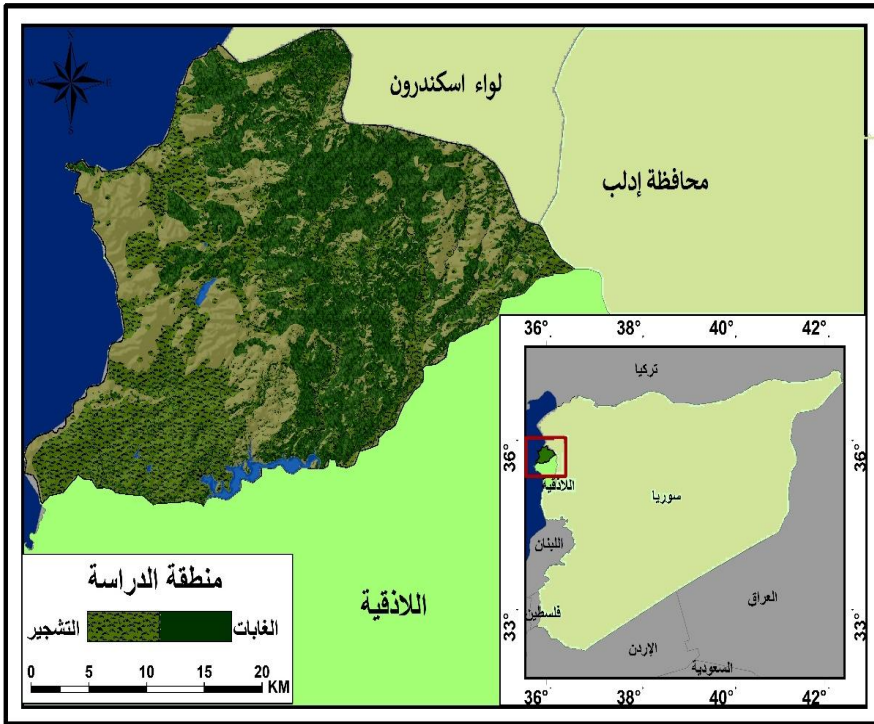 N
W
E
S
لواء اسكندرون
محافظة إدلب
اللاذقية
منطقة الدراسة
الغابات
التشجير
0 5 10 15 20
KM
36° 38° 40° 42°
تركيا
36°
36°
اللاذقية
سوريا
اللبنان
العراق
فلسطين
33°
33°
الإردن
السعودية
36° 38° 40° 42°